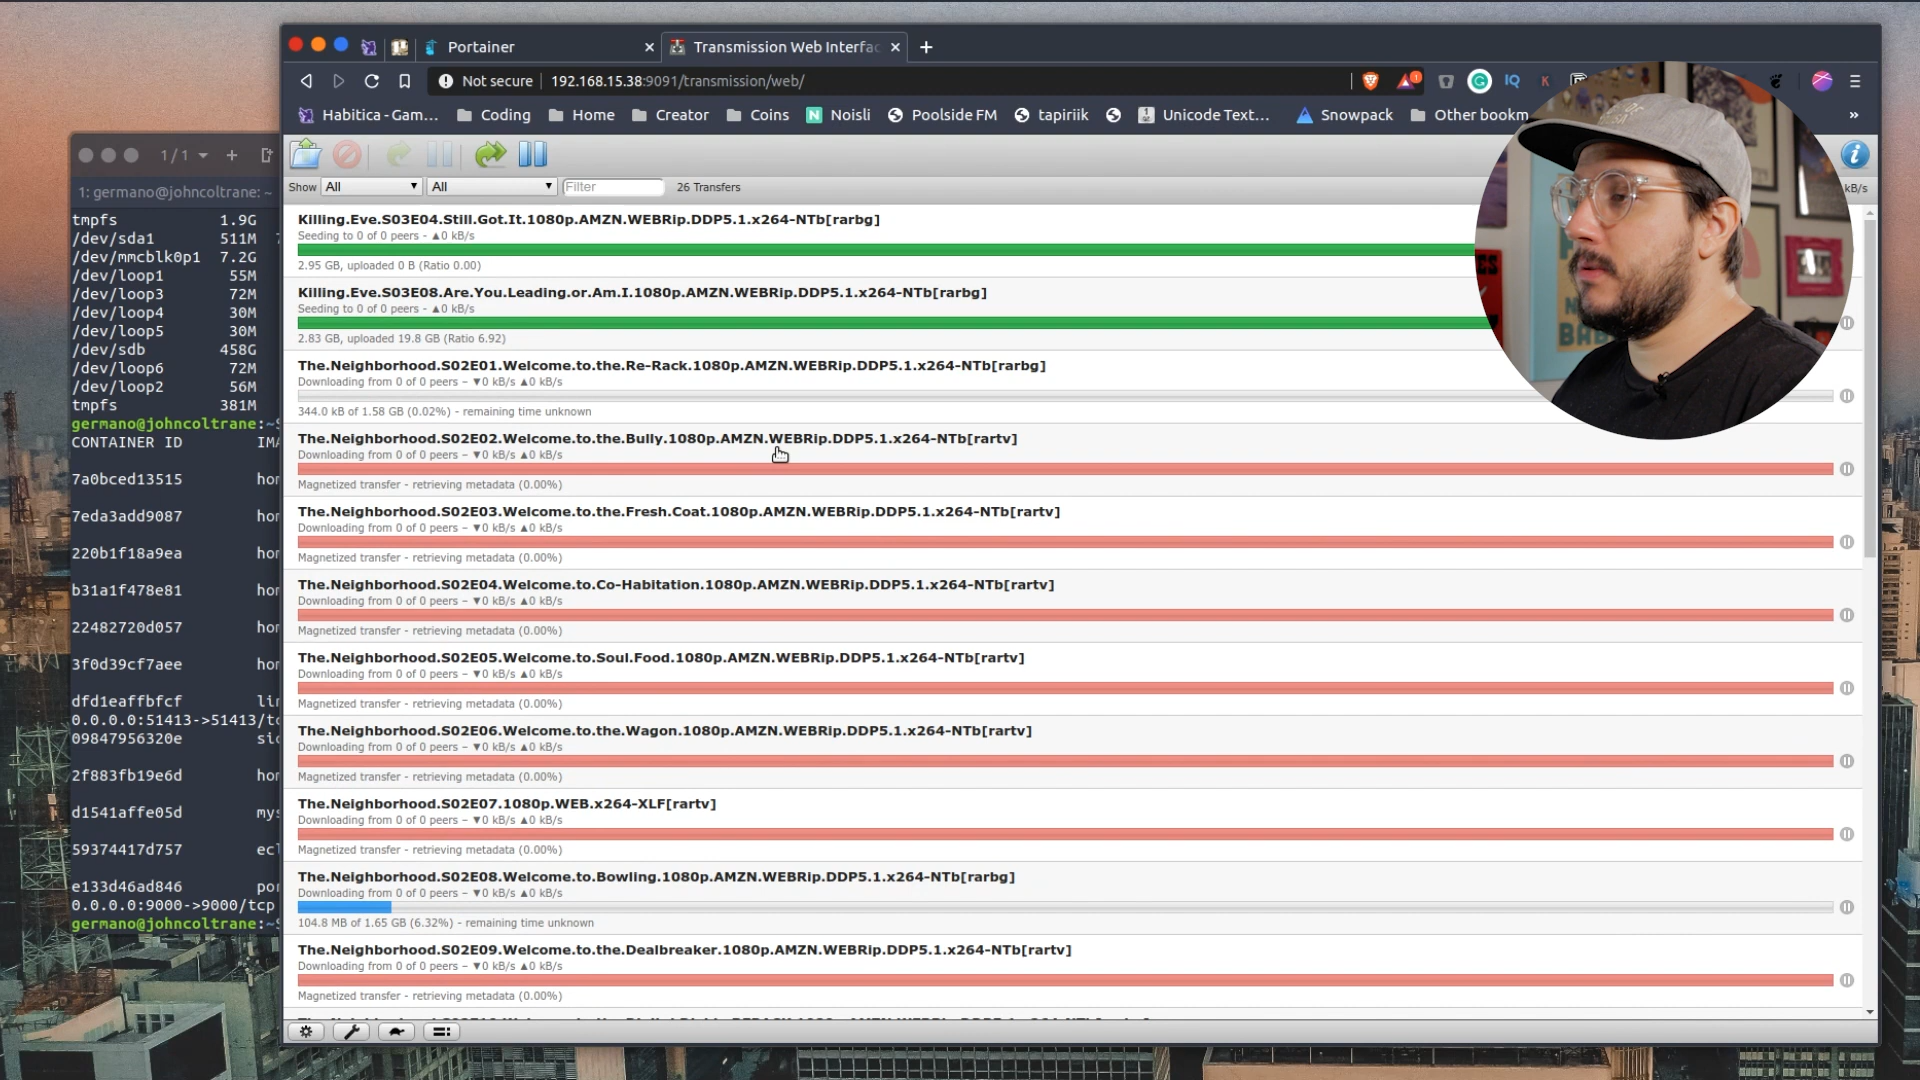 Portainer
Transmission Web Interfac
Not secure
192.168.15.38:9091/transmission/web/
1
IQ
K
Habitica - Gam...
Coding
Home
Creator
Coins
N Noisli
Poolside FM
tapiriik
Unicode Text...
Snowpack
Other bookm
»
Show
All
All
Filter
26 Transfers
kB/s
Killing.Eve.S03E04.Still.Got.It.1080p.AMZN.WEBRip.DDP5.1.x264-NTb[rarbg]
Seeding to 0 of 0 peers - ▲0 kB/s
2.95 GB, uploaded 0 B (Ratio 0.00)
Killing.Eve.S03E08.Are.You.Leading.or.Am.I.1080p.AMZN.WEBRip.DDP5.1.x264-NTb[rarbg]
Seeding to 0 of 0 peers - ▲0 kB/s
2.83 GB, uploaded 19.8 GB (Ratio 6.92)
The.Neighborhood.S02E01.Welcome.to.the.Re-Rack.1080p.AMZN.WEBRip.DDP5.1.x264-NTb[rarbg]
Downloading from 0 of 0 peers - ▼0 kB/s ▲0 kB/s
344.0 kB of 1.58 GB (0.02%) - remaining time unknown
The.Neighborhood.S02E02.Welcome.to.the.Bully.1080p.AMZN.WEBRip.DDP5.1.x264-NTb[rartv]
Downloading from 0 of 0 peers - ▼0 kB/s ▲0 kB/s
Magnetized transfer - retrieving metadata (0.00%)
The.Neighborhood.S02E03.Welcome.to.the.Fresh.Coat.1080p.AMZN.WEBRip.DDP5.1.x264-NTb[rartv]
Downloading from 0 of 0 peers - ▼0 kB/s ▲0 kB/s
Magnetized transfer - retrieving metadata (0.00%)
The.Neighborhood.S02E04.Welcome.to.Co-Habitation.1080p.AMZN.WEBRip.DDP5.1.x264-NTb[rartv]
Downloading from 0 of 0 peers - ▼0 kB/s ▲0 kB/s
Magnetized transfer - retrieving metadata (0.00%)
The.Neighborhood.S02E05.Welcome.to.Soul.Food.1080p.AMZN.WEBRip.DDP5.1.x264-NTb[rartv]
Downloading from 0 of 0 peers - ▼0 kB/s ▲0 kB/s
Magnetized transfer - retrieving metadata (0.00%)
The.Neighborhood.S02E06.Welcome.to.the.Wagon.1080p.AMZN.WEBRip.DDP5.1.x264-NTb[rartv]
Downloading from 0 of 0 peers - ▼0 kB/s ▲0 kB/s
Magnetized transfer - retrieving metadata (0.00%)
The.Neighborhood.S02E07.1080p.WEB.x264-XLF[rartv]
Downloading from 0 of 0 peers - ▼0 kB/s ▲0 kB/s
Magnetized transfer - retrieving metadata (0.00%)
The.Neighborhood.S02E08.Welcome.to.Bowling.1080p.AMZN.WEBRip.DDP5.1.x264-NTb[rarbg]
Downloading from 0 of 0 peers - ▼0 kB/s ▲0 kB/s
104.8 MB of 1.65 GB (6.32%) - remaining time unknown
The.Neighborhood.S02E09.Welcome.to.the.Dealbreaker.1080p.AMZN.WEBRip.DDP5.1.x264-NTb[rartv]
Downloading from 0 of 0 peers - ▼0 kB/s ▲0 kB/s
Magnetized transfer - retrieving metadata (0.00%)
1 / 1
1: germano@johncoltrane: ~
tmpfs 1.9G
/dev/sda1 511M
/dev/mmcblk0p1 7.2G
/dev/loop1 55M
/dev/loop3 72M
/dev/loop4 30M
/dev/loop5 30M
/dev/sdb 458G
/dev/loop6 72M
/dev/loop2 56M
tmpfs 381M
germano@johncoltrane:~$
CONTAINER ID IMA
7a0bced13515 hom
7eda3add9087 hom
220b1f18a9ea hom
b31a1f478e81 hom
22482720d057 hom
3f0d39cf7aee hom
dfd1eaffbfcf lin
0.0.0.0:51413->51413/tc
09847956320e sic
2f883fb19e6d hom
d1541affe05d mys
59374417d757 ecl
e133d46ad846 por
0.0.0.0:9000->9000/tcp
germano@johncoltrane:~$